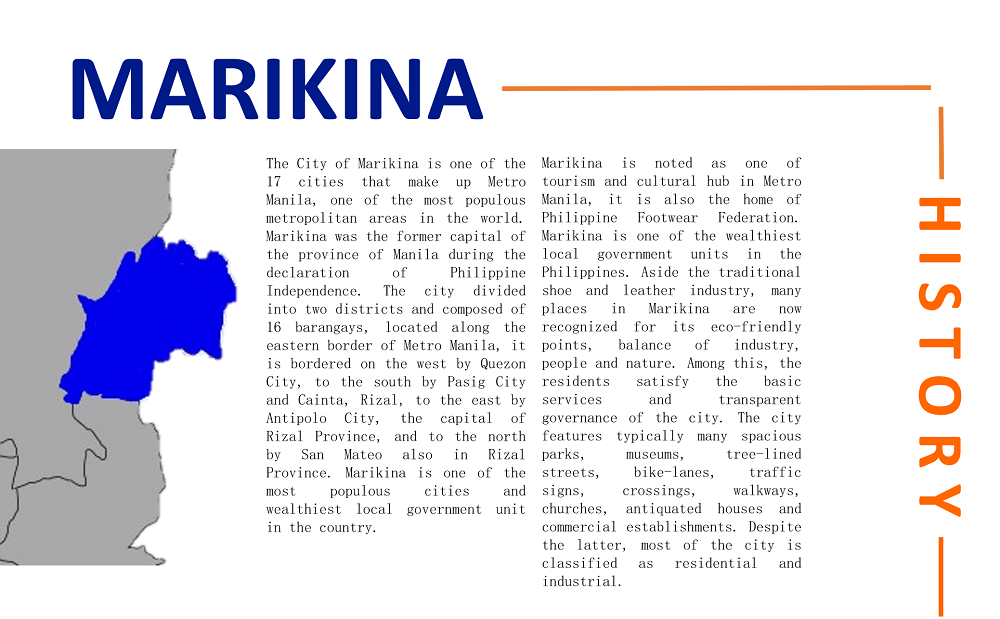 MARIKINA
The City of Marikina is one of the
17 cities that make up Metro
Manila, one of the most populous
metropolitan areas in the world.
Marikina was the former capital of
the province of Manila during the
declaration of Philippine
Independence. The city divided
into two districts and composed of
16 barangays, located along the
eastern border of Metro Manila, it
is bordered on the west by Quezon
City, to the south by Pasig City
and Cainta, Rizal, to the east by
Antipolo City, the capital of
Rizal Province, and to the north
by San Mateo also in Rizal
Province. Marikina is one of the
most populous cities and
wealthiest local government unit
in the country.
Marikina is noted as one of
tourism and cultural hub in Metro
Manila, it is also the home of
Philippine Footwear Federation.
Marikina is one of the wealthiest
local government units in the
Philippines. Aside the traditional
shoe and leather industry, many
places in Marikina are now
recognized for its eco-friendly
points, balance of industry,
people and nature. Among this, the
residents satisfy the basic
services and transparent
governance of the city. The city
features typically many spacious
parks, museums, tree-lined
streets, bike-lanes, traffic
signs, crossings, walkways,
churches, antiquated houses and
commercial establishments. Despite
the latter, most of the city is
classified as residential and
industrial.
HISTORY